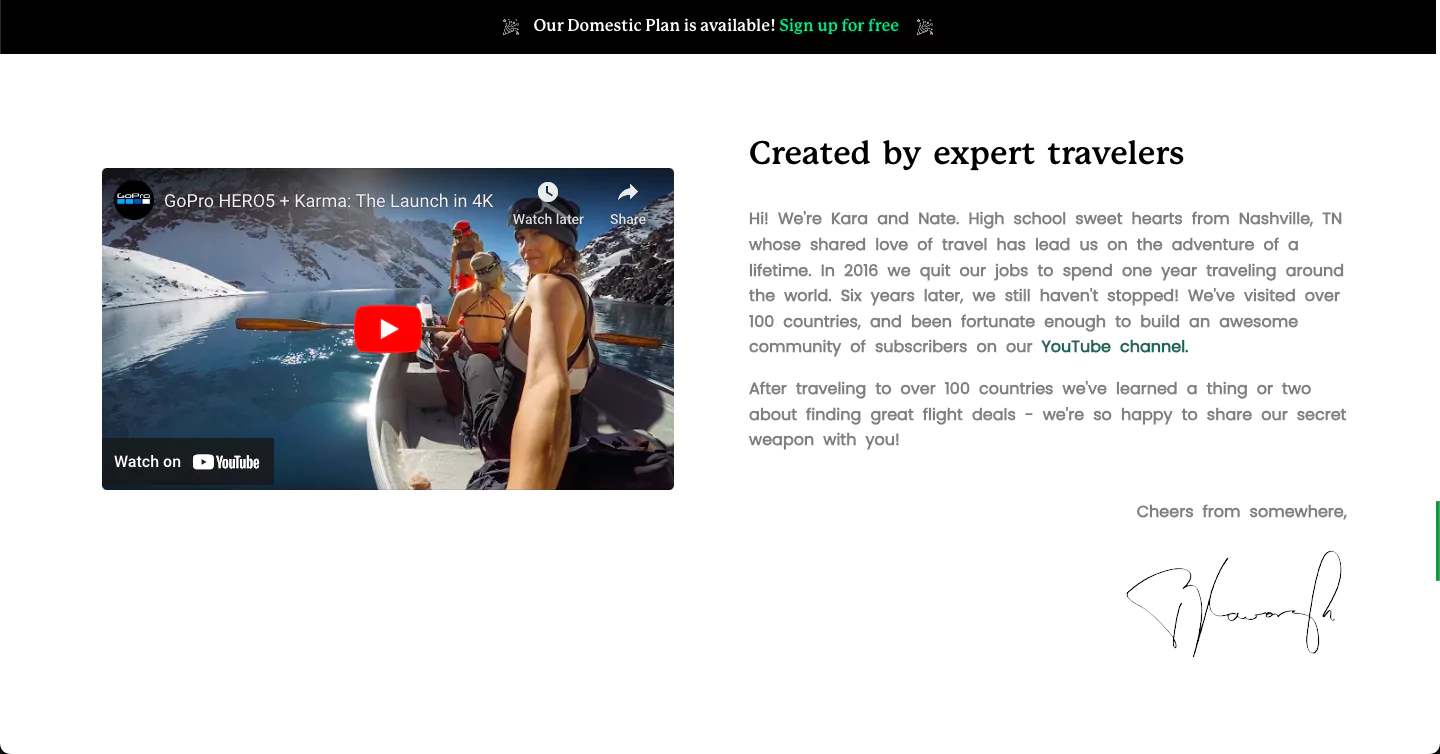 Our Domestic Plan is available! Sign up for free
GoPro
GoPro HERO5 + Karma: The Launch in 4K
Watch later
Share
Watch on YouTube
Created by expert travelers
Hi! We're Kara and Nate. High school sweet hearts from Nashville, TN
whose shared love of travel has lead us on the adventure of a
lifetime. In 2016 we quit our jobs to spend one year traveling around
the world. Six years later, we still haven't stopped! We've visited over
100 countries, and been fortunate enough to build an awesome
community of subscribers on our YouTube channel.
After traveling to over 100 countries we've learned a thing or two
about finding great flight deals - we're so happy to share our secret
weapon with you!
Cheers from somewhere,